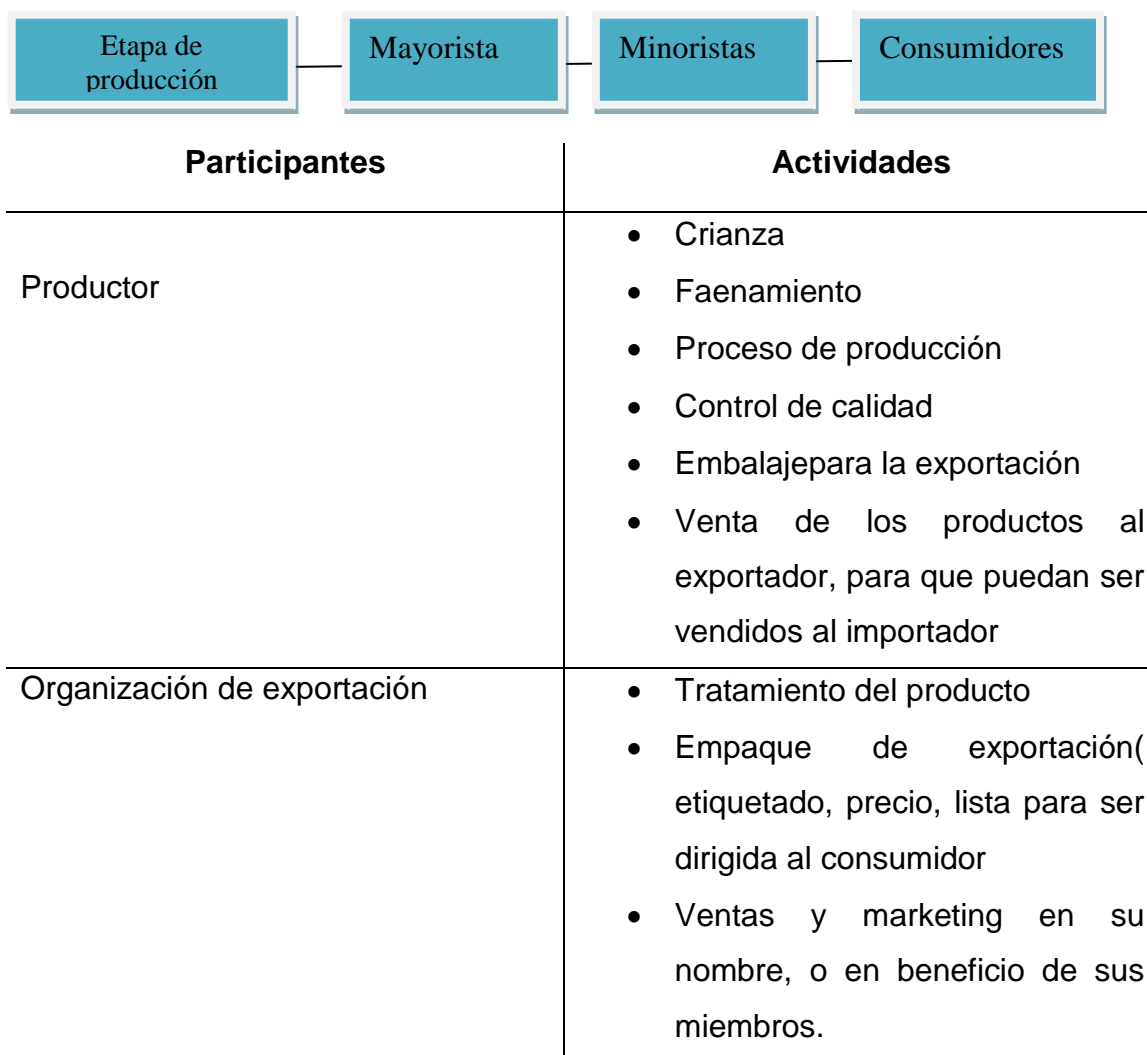 Etapa de
producción
Mayorista
Minoristas
Consumidores
Participantes
Actividades
Productor
• Crianza
• Faenamiento
• Proceso de producción
• Control de calidad
• Embalajepara la exportación
• Venta de los productos al
exportador, para que puedan ser
vendidos al importador
Organización de exportación
• Tratamiento del producto
• Empaque de exportación(
etiquetado, precio, lista para ser
dirigida al consumidor
• Ventas y marketing en su
nombre, o en beneficio de sus
miembros.